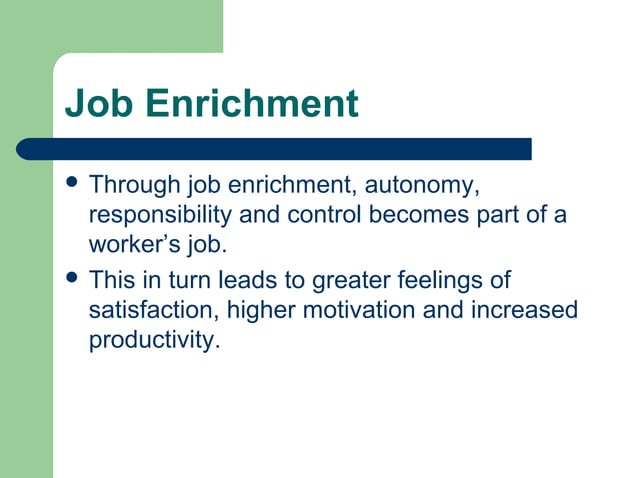 Job Enrichment
Through job enrichment, autonomy,
responsibility and control becomes part of a
worker’s job.
This in turn leads to greater feelings of
satisfaction, higher motivation and increased
productivity.